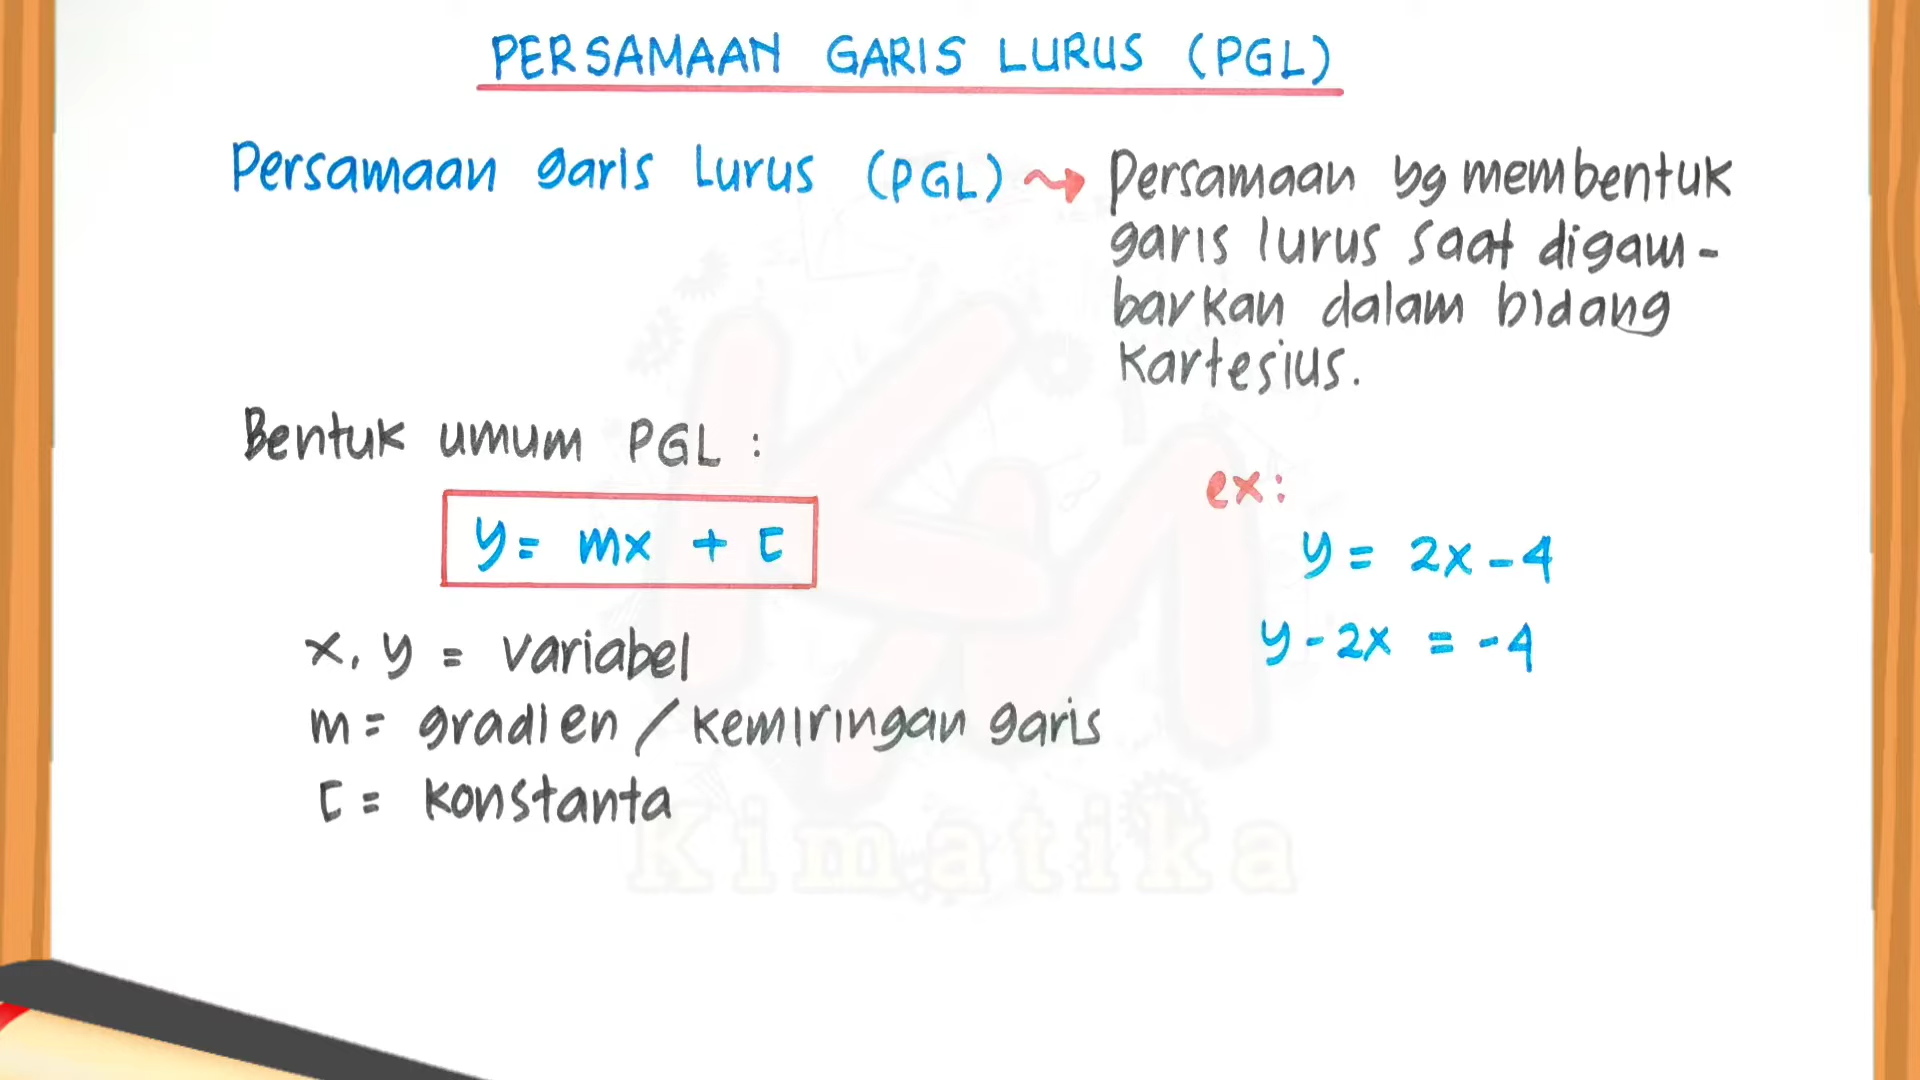 PERSAMAAN GARIS LURUS (PGL)
Persamaan garis Lurus (PGL) ⇝ Persamaan yg membentuk
garis lurus saat digam-
barkan dalam bidang
Kartesius.
Bentuk umum PGL :
ex:
y = mx + c
y = 2x - 4
y - 2x = -4
x, y = variabel
m = gradien / kemiringan garis
c = konstanta
Kimatika